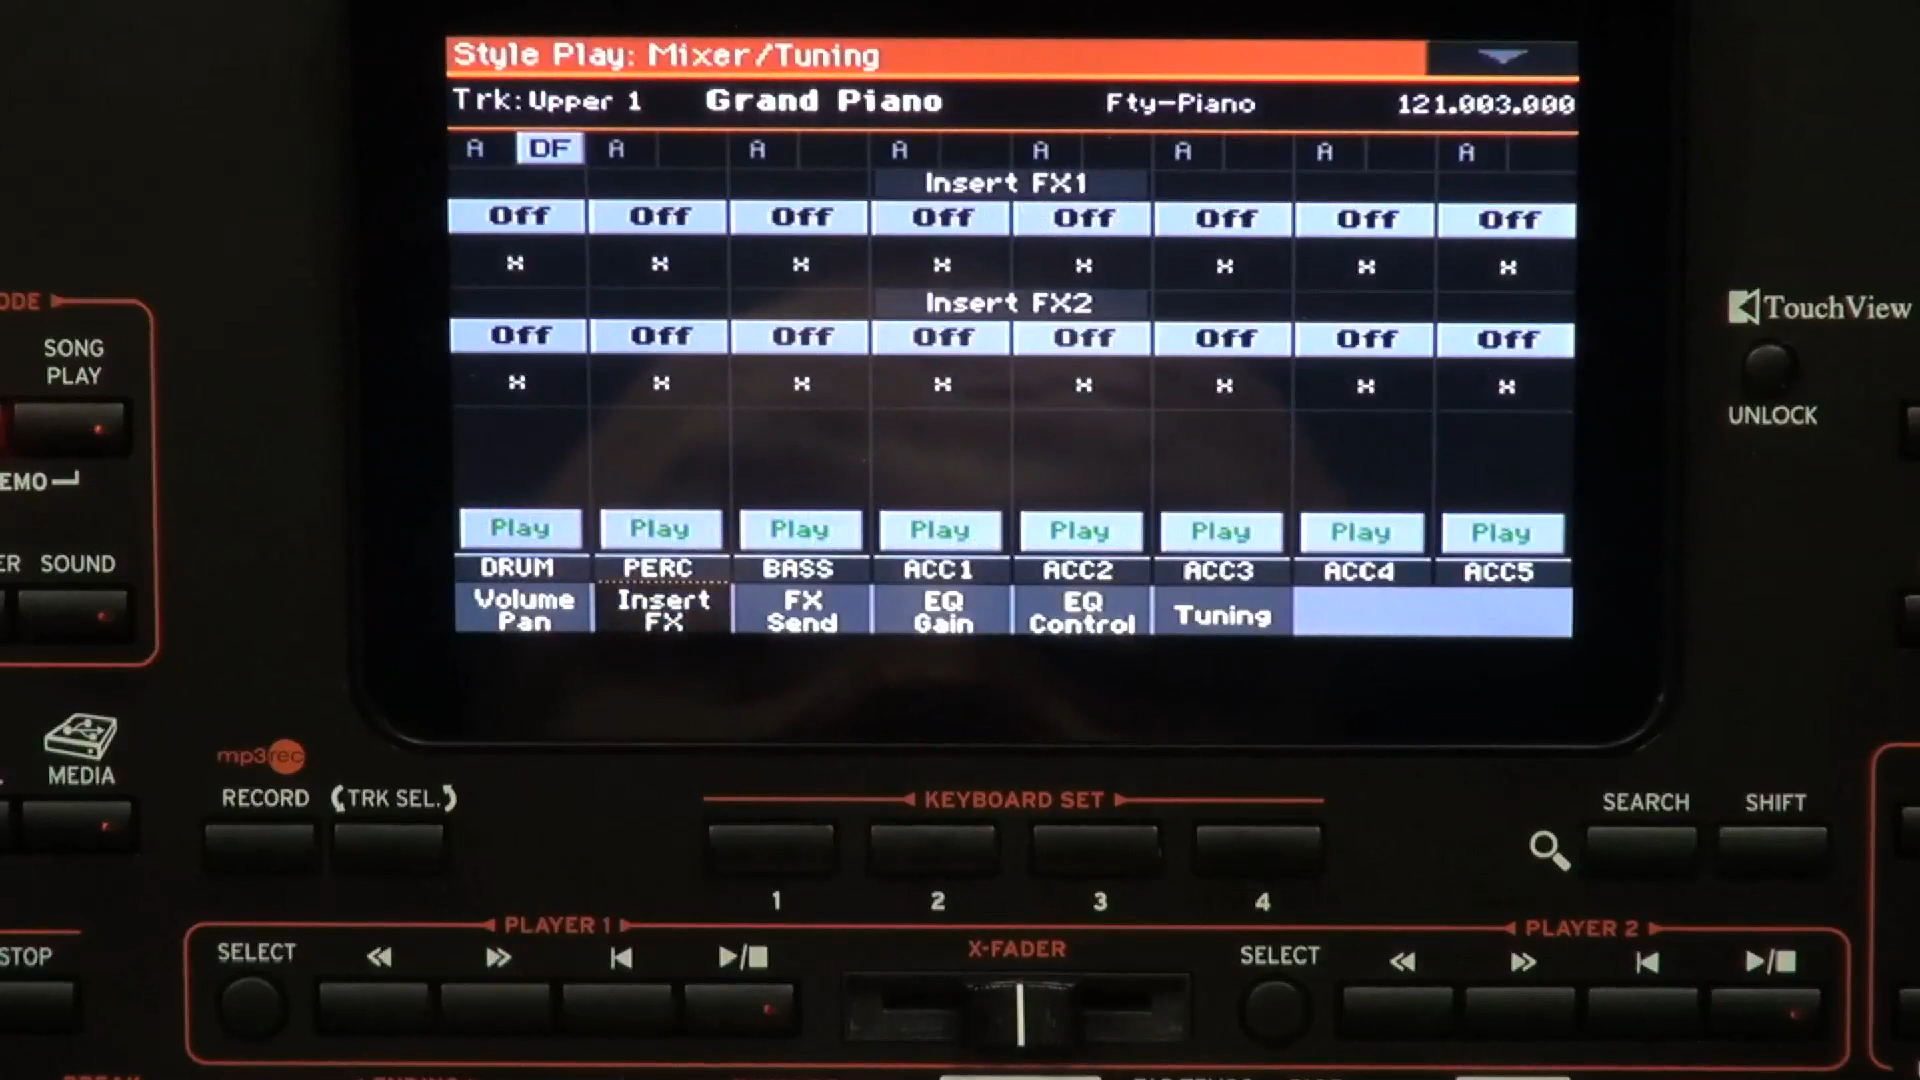 Style Play: Mixer/Tuning
Trk: Upper 1 Grand Piano Fty-Piano 121.003.000
A DF A A A A A A A
Insert FX1
Off Off Off Off Off Off Off Off
x x x x x x x x
Insert FX2
Off Off Off Off Off Off Off Off
x x x x x x x x
Play Play Play Play Play Play Play Play
DRUM PERC BASS ACC1 ACC2 ACC3 ACC4 ACC5
Volume Insert FX EQ EQ Tuning
Pan FX Send Gain Control
ODE
SONG
PLAY
EMO
ER SOUND
MEDIA
TouchView
UNLOCK
mp3rec
RECORD TRK SEL.
KEYBOARD SET
SEARCH SHIFT
1 2 3 4
STOP
PLAYER 1
SELECT
X-FADER
PLAYER 2
SELECT